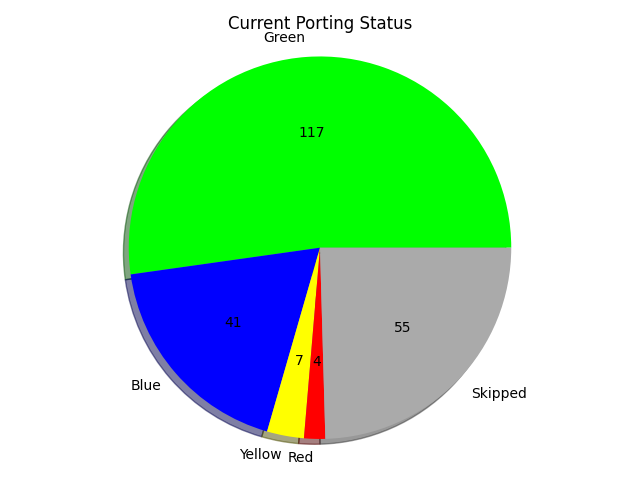 Current Porting Status
Green
117
41
7
4
55
Blue
Skipped
Yellow
Red